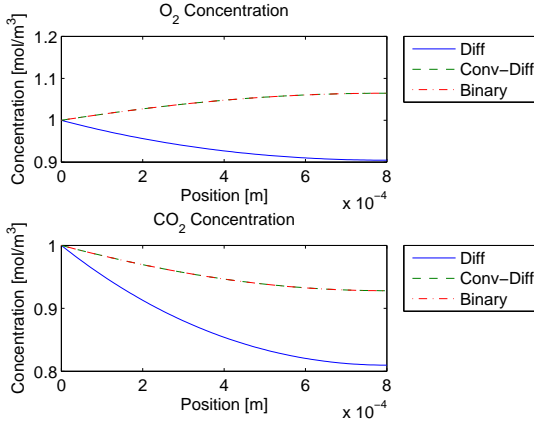 O2 Concentration
Concentration [mol/m3]
1.2
1.1
1
0.9
0 2 4 6 8
x 10−4
Position [m]
Diff
Conv−Diff
Binary
CO2 Concentration
Concentration [mol/m3]
1
0.9
0.8
0 2 4 6 8
x 10−4
Position [m]
Diff
Conv−Diff
Binary